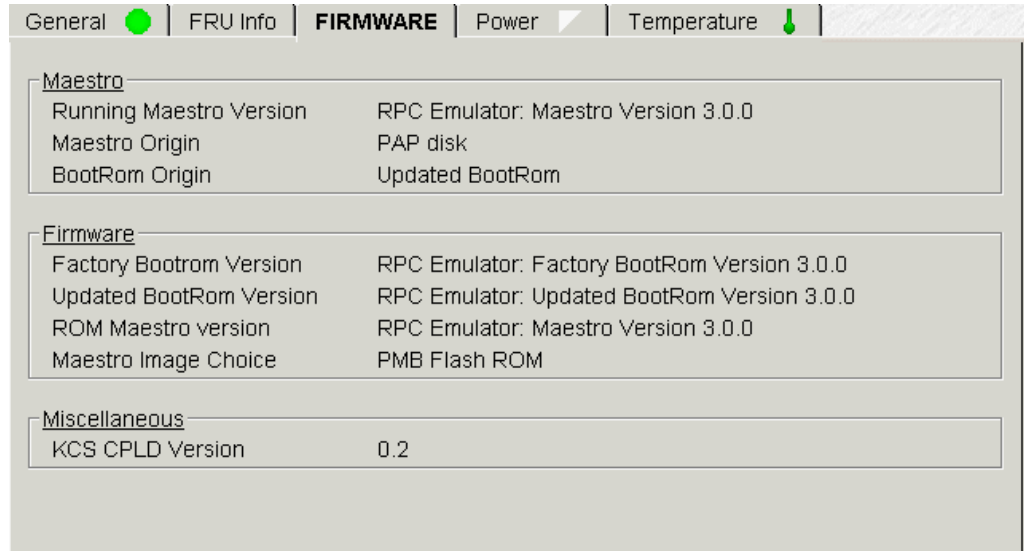 General FRU Info FIRMWARE Power Temperature
Maestro
Running Maestro Version RPC Emulator: Maestro Version 3.0.0
Maestro Origin PAP disk
BootRom Origin Updated BootRom
Firmware
Factory Bootrom Version RPC Emulator: Factory BootRom Version 3.0.0
Updated BootRom Version RPC Emulator: Updated BootRom Version 3.0.0
ROM Maestro version RPC Emulator: Maestro Version 3.0.0
Maestro Image Choice PMB Flash ROM
Miscellaneous
KCS CPLD Version 0.2